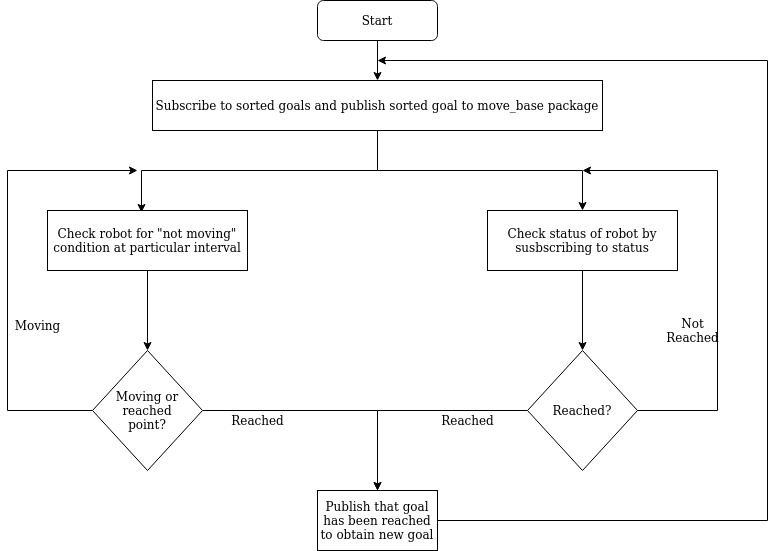 Start
Subscribe to sorted goals and publish sorted goal to move_base package
Check robot for "not moving"
condition at particular interval
Check status of robot by
susbscribing to status
Moving
Not
Reached
Moving or
reached
point?
Reached
Reached
Reached?
Publish that goal
has been reached
to obtain new goal